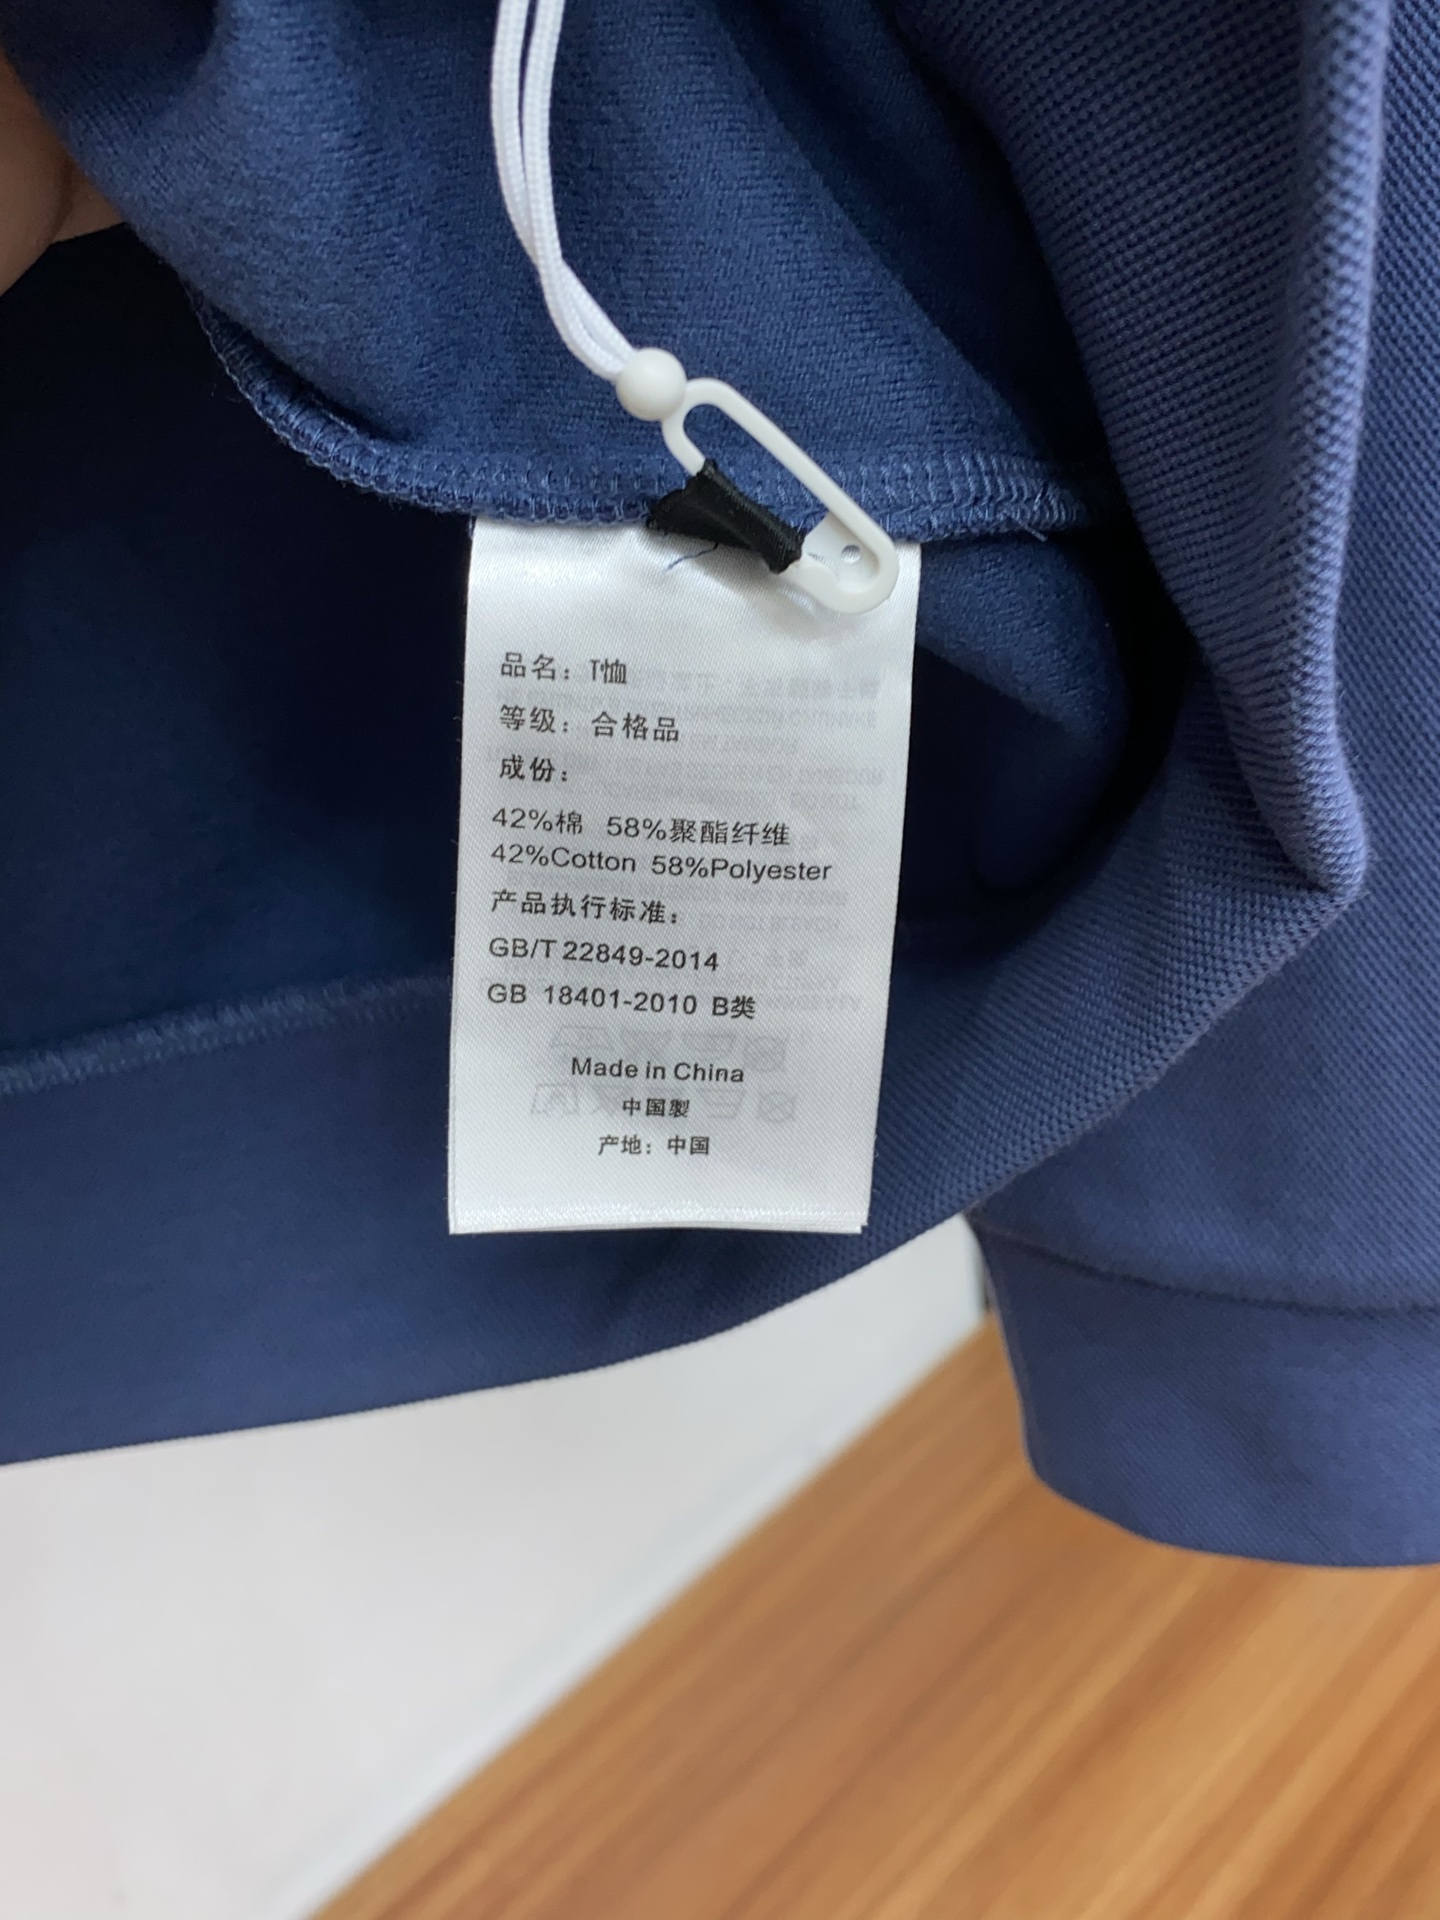 品名：T恤
等级：合格品
成份：
42%棉 58%聚酯纤维
42%Cotton 58%Polyester
产品执行标准：
GB/T 22849-2014
GB 18401-2010 B类
Made in China
中国製
产地：中国